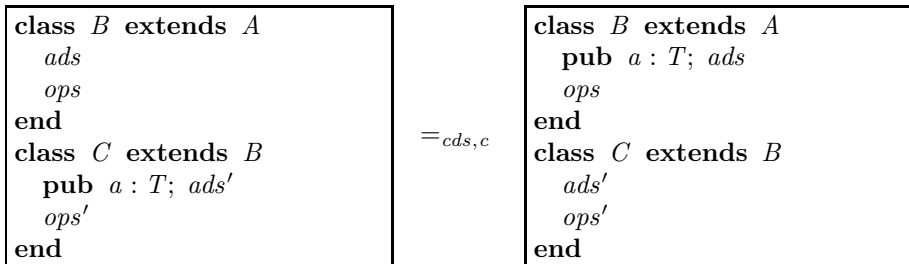 class B extends A
ads
ops
end
class C extends B
pub a : T; ads′
ops′
end
=cds,c
class B extends A
pub a : T; ads
ops
end
class C extends B
ads′
ops′
end